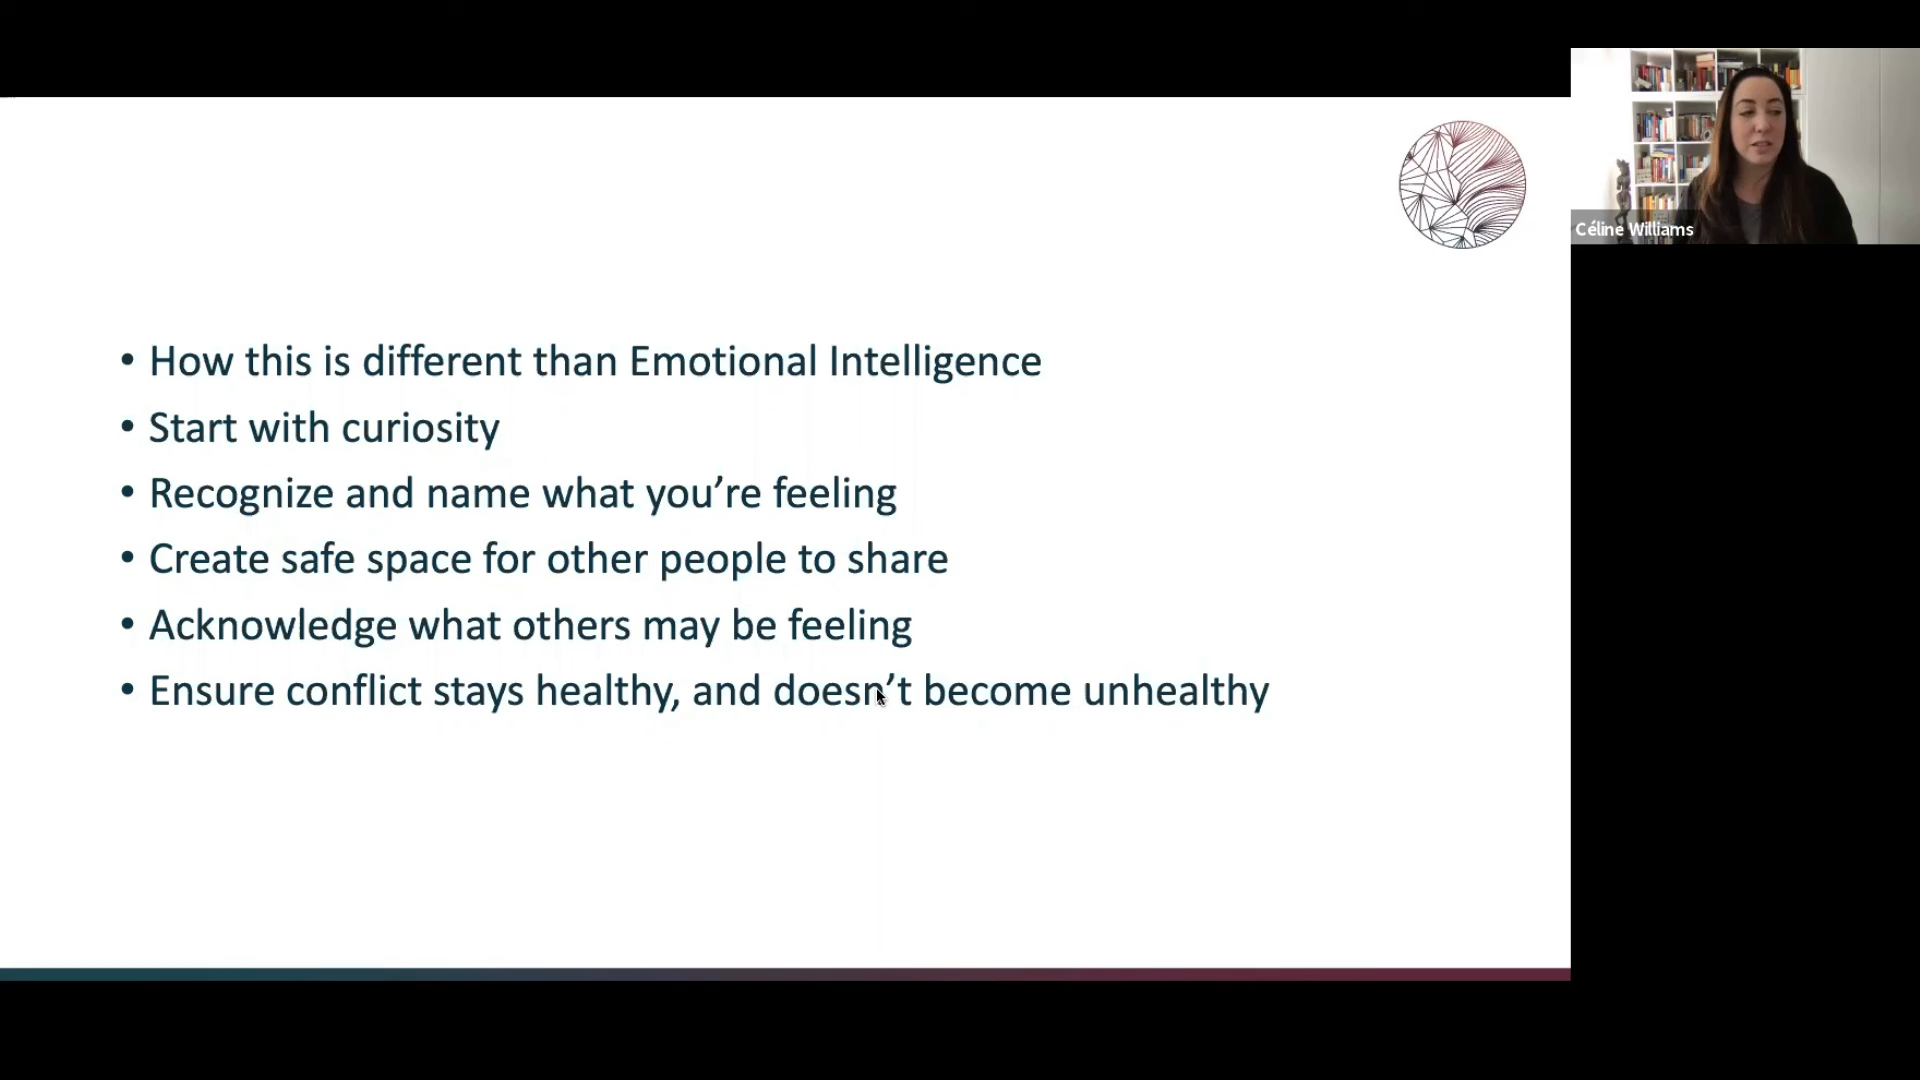 • How this is different than Emotional Intelligence
• Start with curiosity
• Recognize and name what you’re feeling
• Create safe space for other people to share
• Acknowledge what others may be feeling
• Ensure conflict stays healthy, and doesn’t become unhealthy
Céline Williams